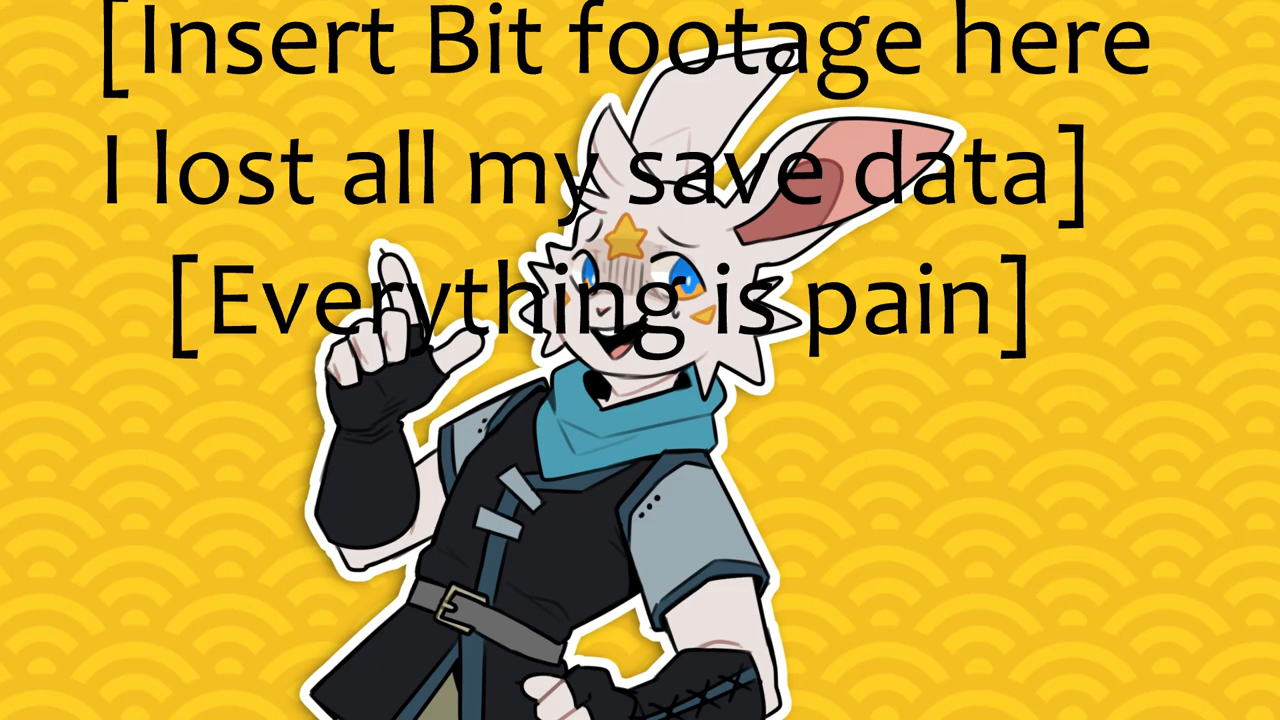 [Insert Bit footage here
I lost all my save data]
[Everything is pain]